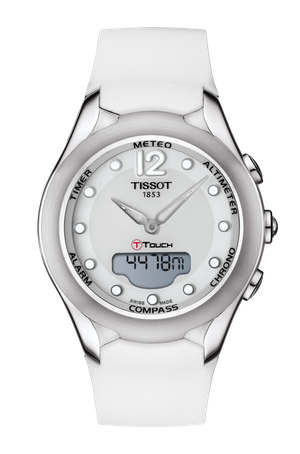 METEO
TIMER
ALTIMETER
12
TISSOT
1853
T TOUCH
4478m
ALARM
CHRONO
SWISS MADE
COMPASS